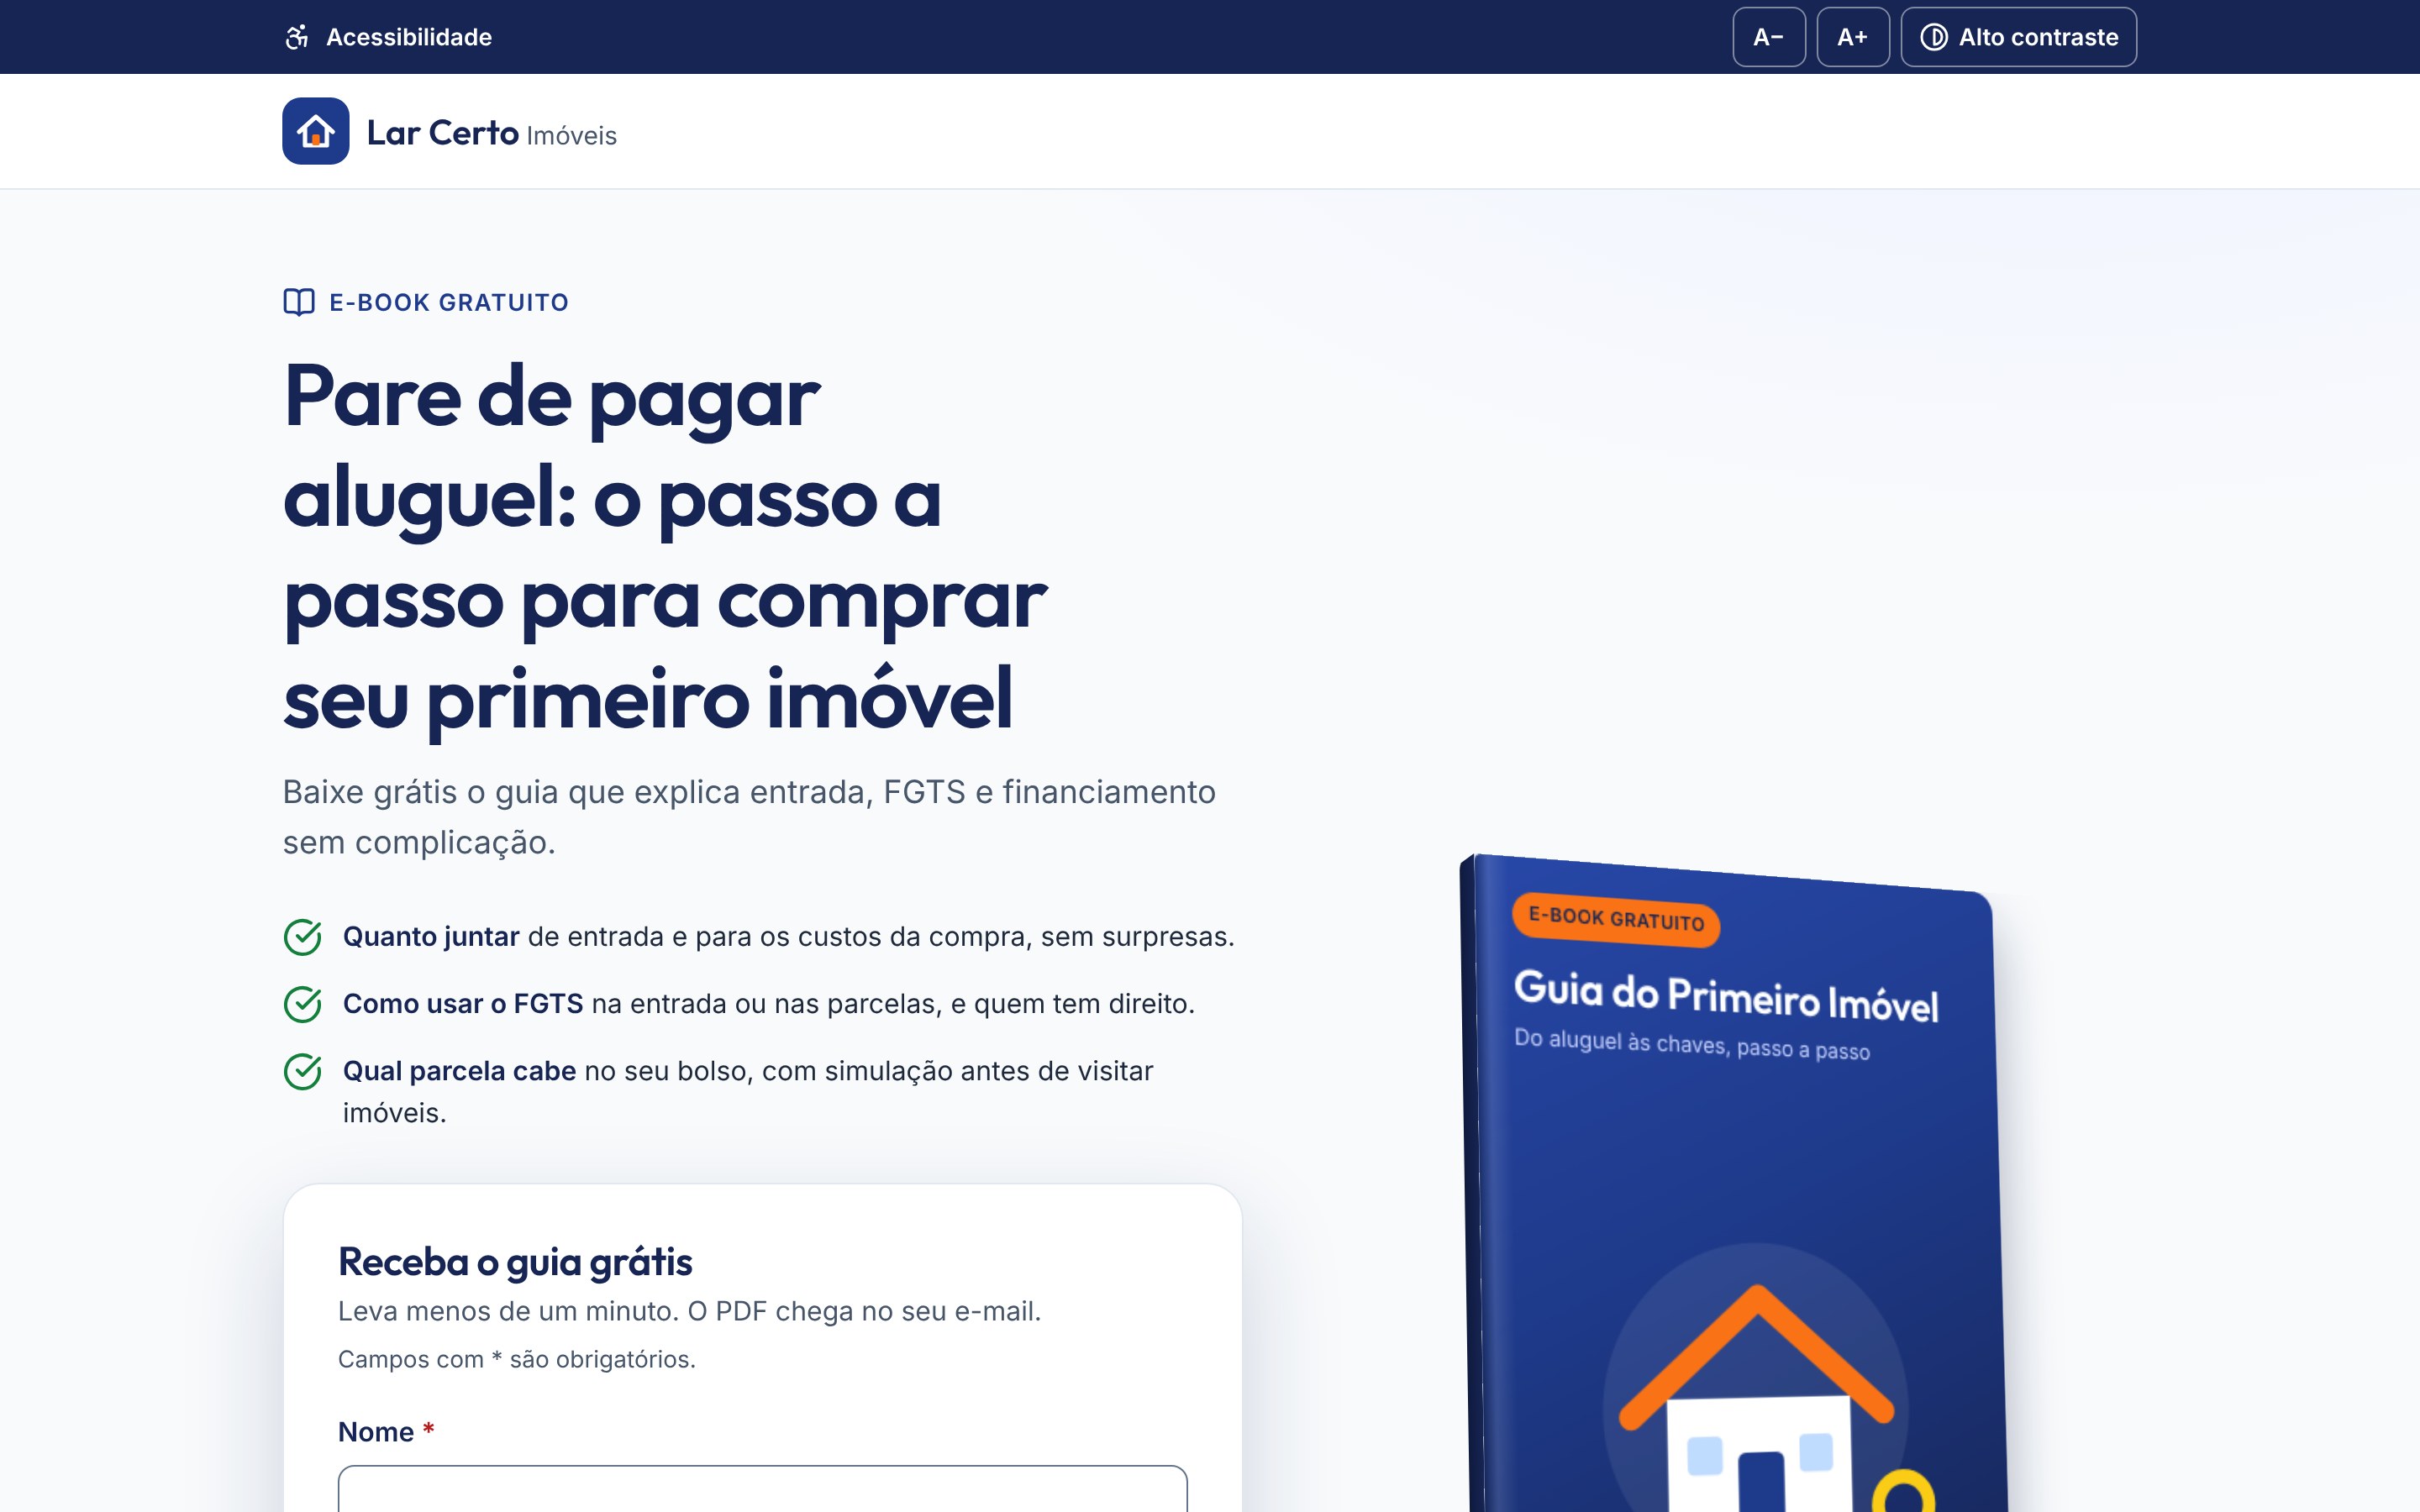 Acessibilidade
A−
A+
Alto contraste
Lar Certo Imóveis
E-BOOK GRATUITO
Pare de pagar
aluguel: o passo a
passo para comprar
seu primeiro imóvel
Baixe grátis o guia que explica entrada, FGTS e financiamento
sem complicação.
Quanto juntar de entrada e para os custos da compra, sem surpresas.
Como usar o FGTS na entrada ou nas parcelas, e quem tem direito.
Qual parcela cabe no seu bolso, com simulação antes de visitar
imóveis.
Receba o guia grátis
Leva menos de um minuto. O PDF chega no seu e-mail.
Campos com * são obrigatórios.
Nome *
E-BOOK GRATUITO
Guia do Primeiro Imóvel
Do aluguel às chaves, passo a passo